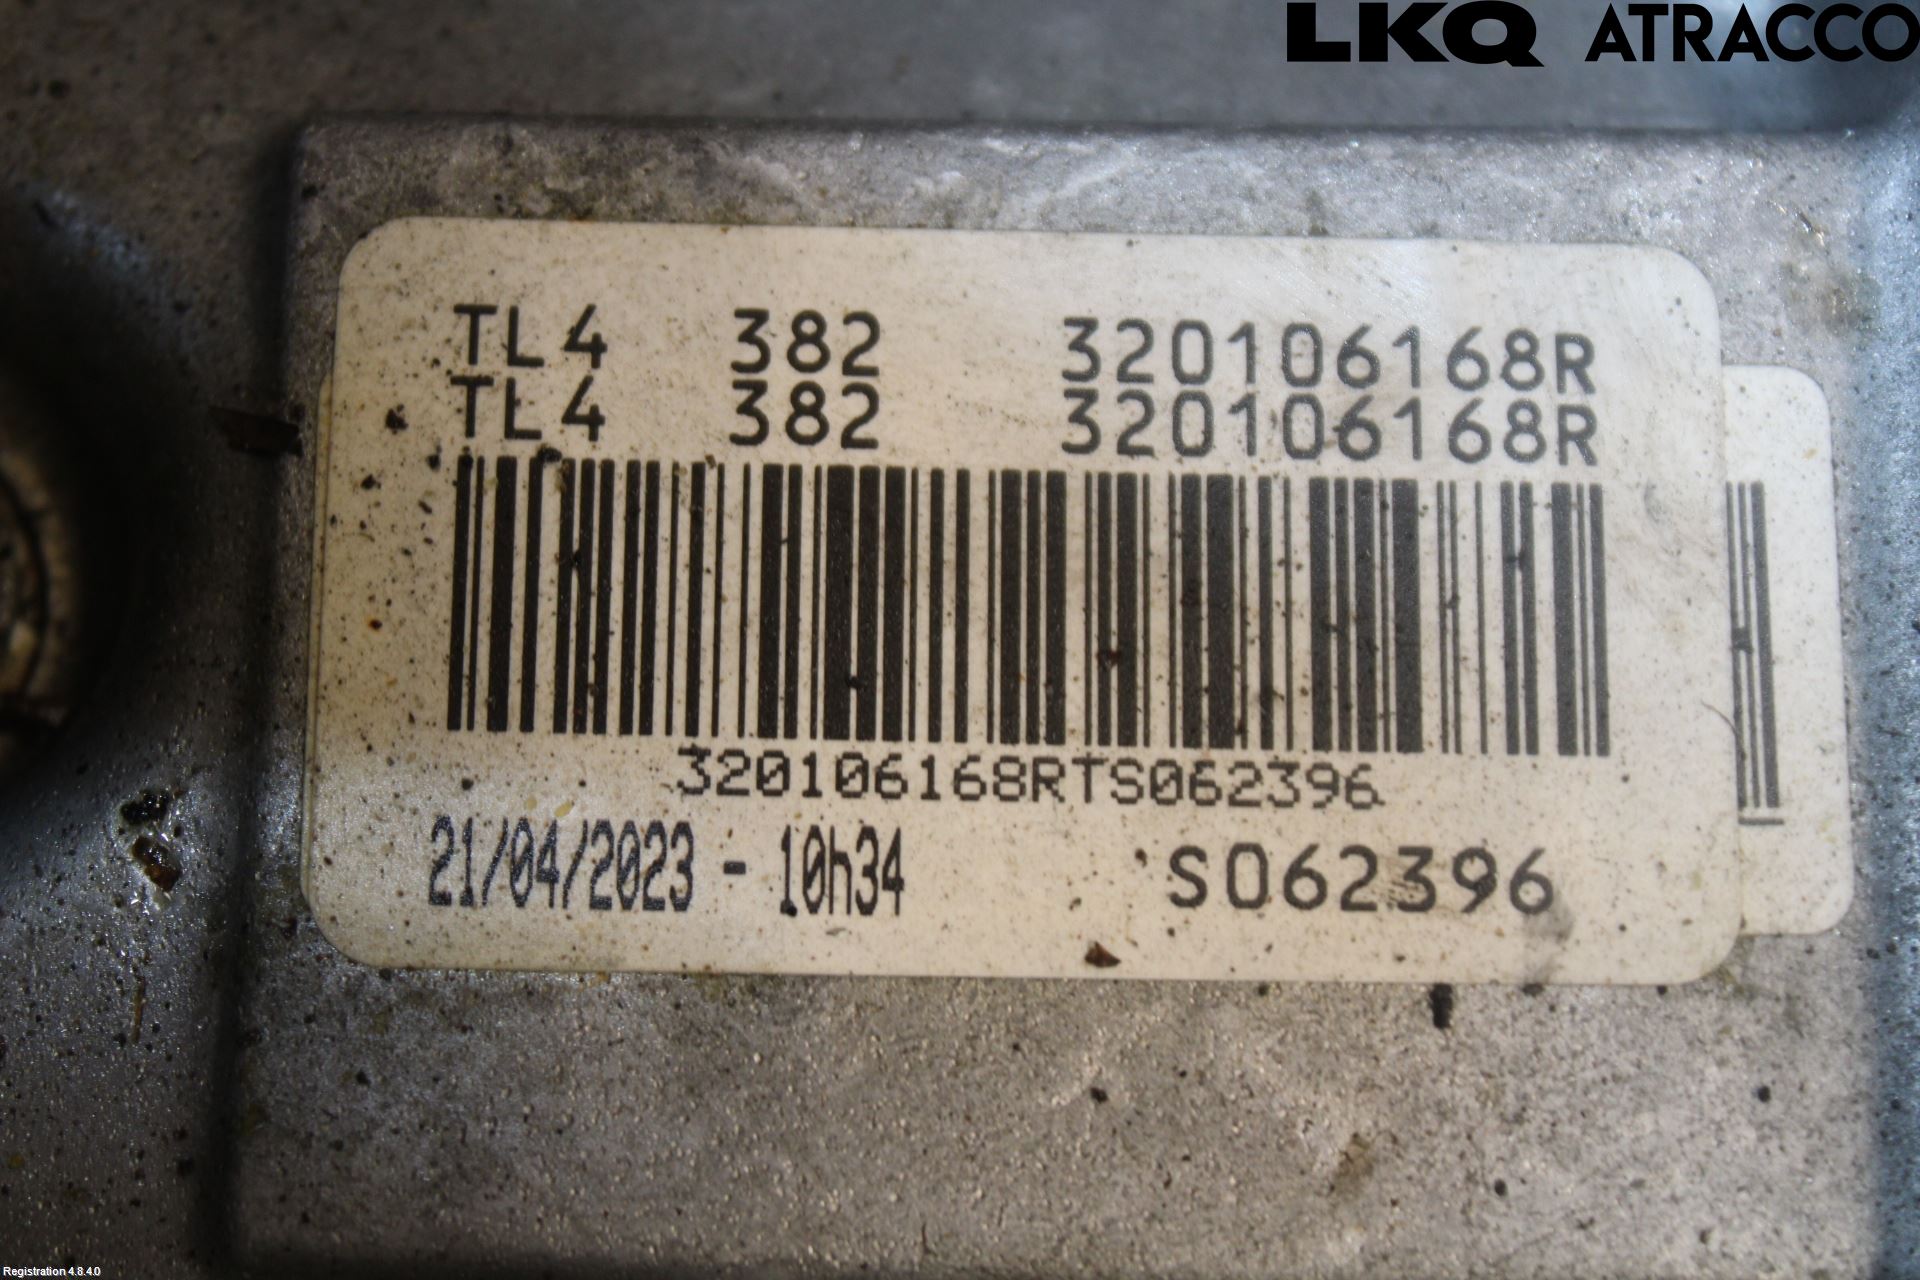 LKQ ATRACCO
TL4 382 320106168R
TL4 382 320106168R
320106168RTS062396
21/04/2023 - 10h34 S062396
Registration 4.8.4.0